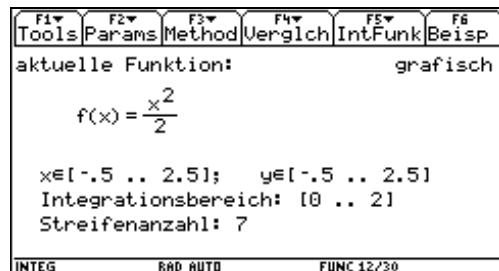 F1▼ F2▼ F3▼ F4▼ F5▼ F6
Tools Params Method Verglch IntFunk Beisp
aktuelle Funktion: grafisch
f(x) = x²/2
x∈[-.5 .. 2.5]; y∈[-.5 .. 2.5]
Integrationsbereich: [0 .. 2]
Streifenanzahl: 7
INTEG RAD AUTO FUNC 12/30